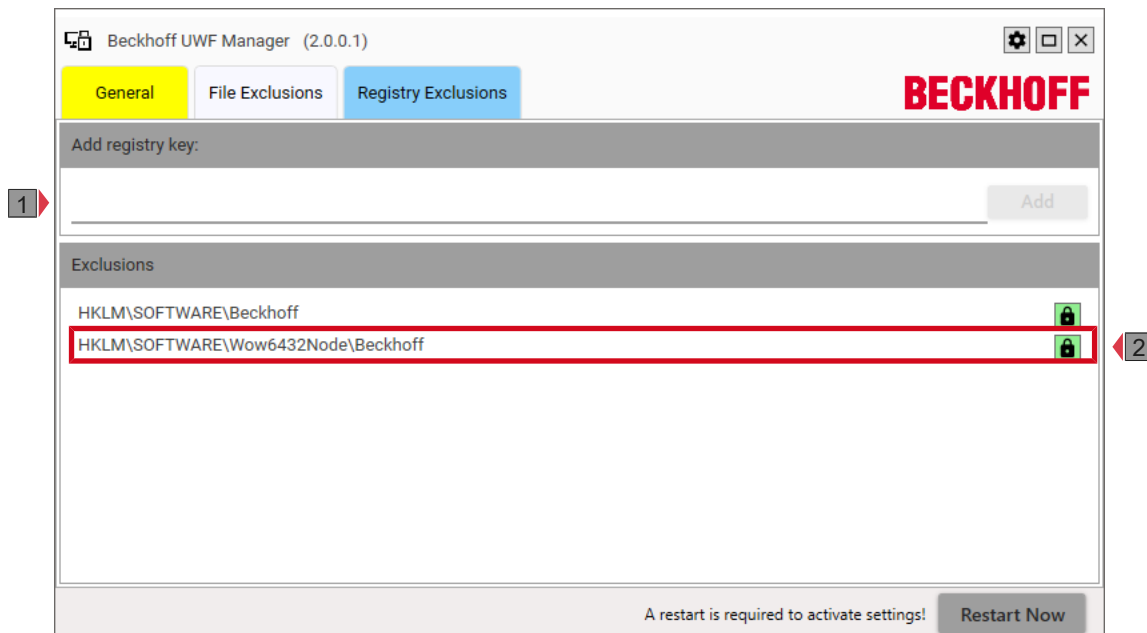 Beckhoff UWF Manager (2.0.0.1)
General File Exclusions Registry Exclusions BECKHOFF
Add registry key:
1
Add
Exclusions
HKLM\SOFTWARE\Beckhoff
HKLM\SOFTWARE\Wow6432Node\Beckhoff
2
A restart is required to activate settings! Restart Now